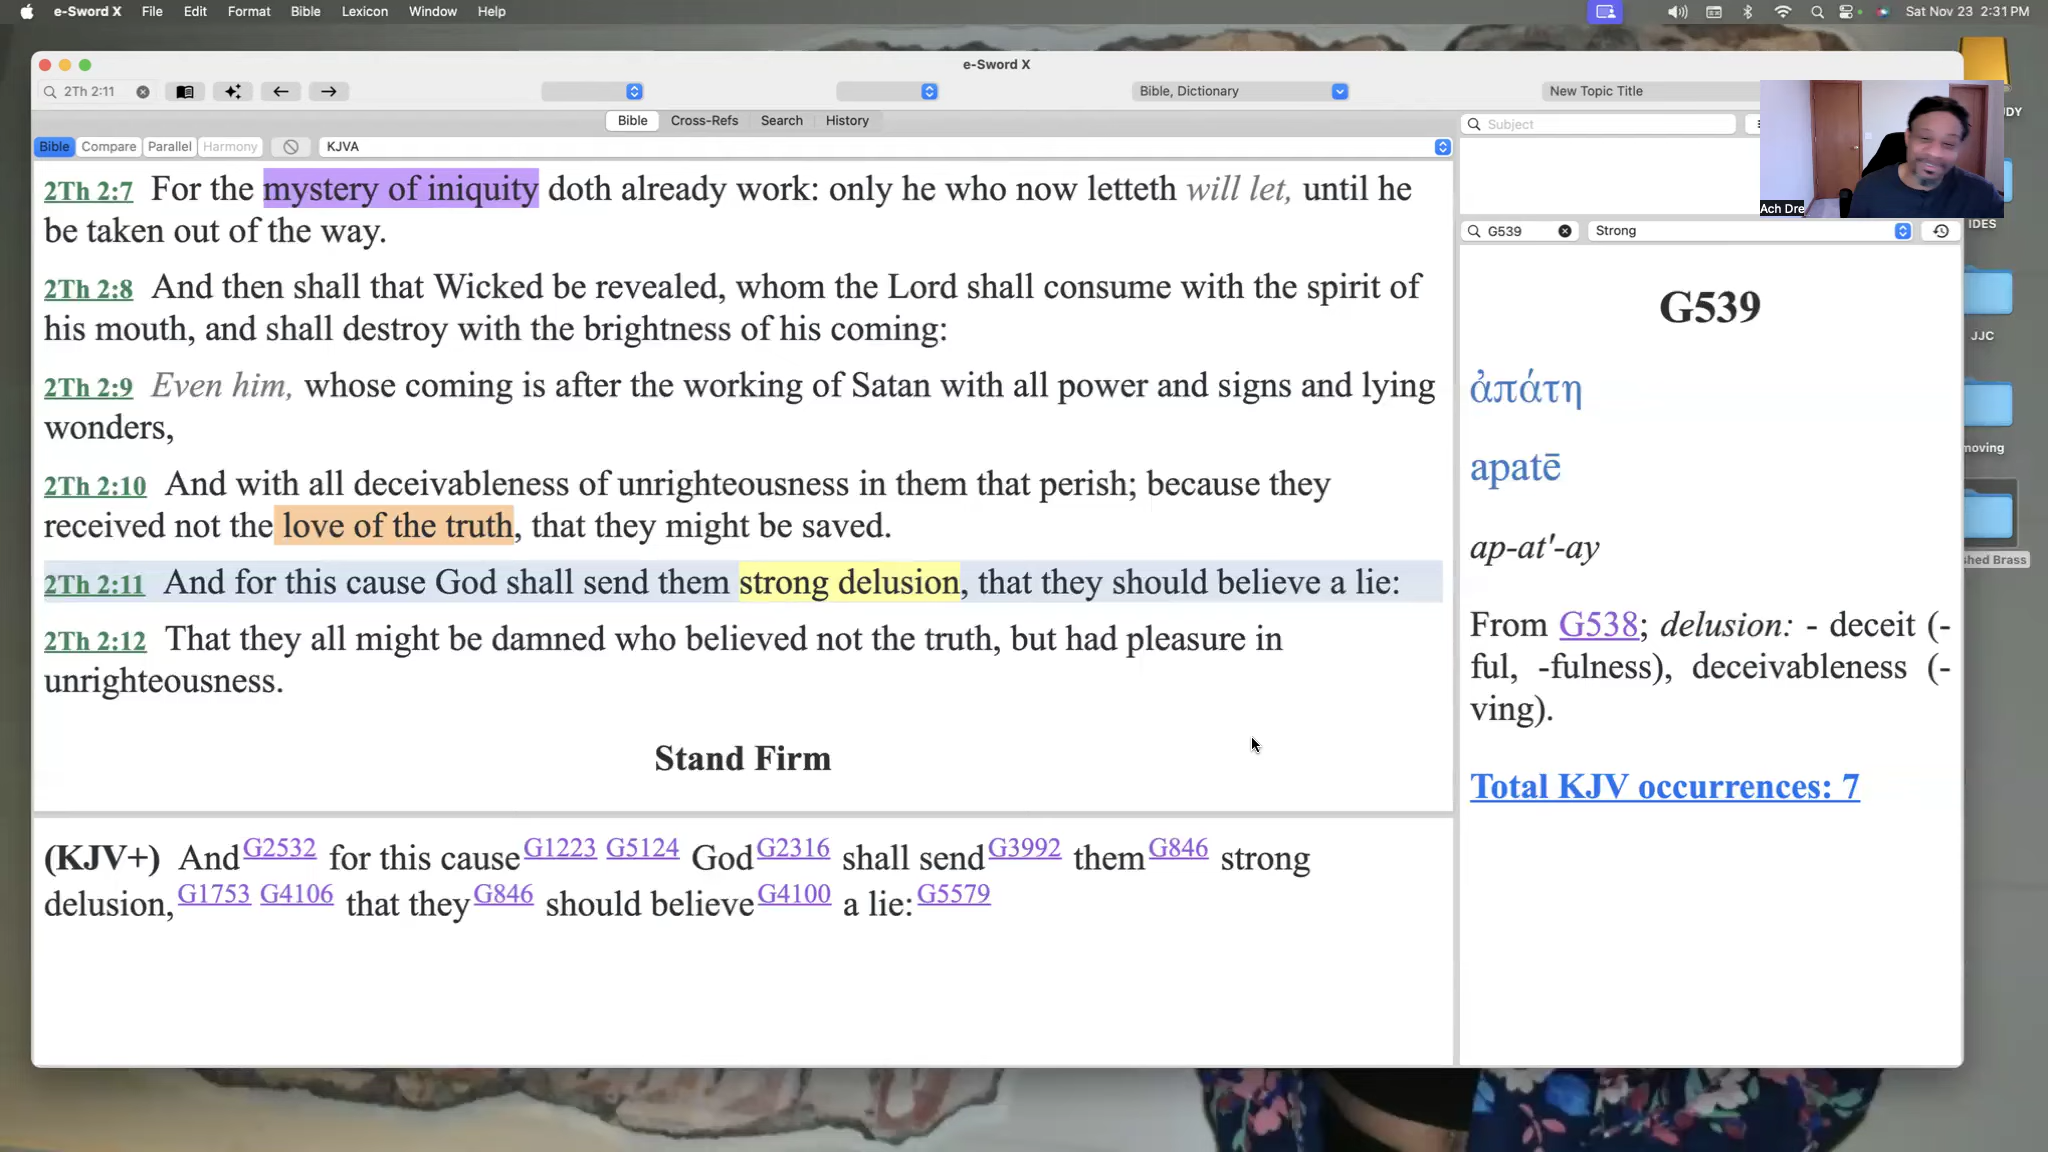 e-Sword X File Edit Format Bible Lexicon Window Help Sat Nov 23 2:31 PM
e-Sword X
2Th 2:11 Bible, Dictionary New Topic Title
Bible Cross-Refs Search History
Subject
Bible Compare Parallel Harmony KJVA
2Th 2:7 For the mystery of iniquity doth already work: only he who now letteth will let, until he
be taken out of the way.
2Th 2:8 And then shall that Wicked be revealed, whom the Lord shall consume with the spirit of
his mouth, and shall destroy with the brightness of his coming:
2Th 2:9 Even him, whose coming is after the working of Satan with all power and signs and lying
wonders,
2Th 2:10 And with all deceivableness of unrighteousness in them that perish; because they
received not the love of the truth, that they might be saved.
2Th 2:11 And for this cause God shall send them strong delusion, that they should believe a lie:
2Th 2:12 That they all might be damned who believed not the truth, but had pleasure in
unrighteousness.
Stand Firm
(KJV+) And G2532 for this cause G1223 G5124 God G2316 shall send G3992 them G846 strong
delusion, G1753 G4106 that they G846 should believe G4100 a lie: G5579
Ach Dre
G539 Strong
G539
ἀπάτη
apatē
ap-at'-ay
From G538; delusion: - deceit (-
ful, -fulness), deceivableness (-
ving).
Total KJV occurrences: 7
DY
IDES
JJC
moving
shed Brass